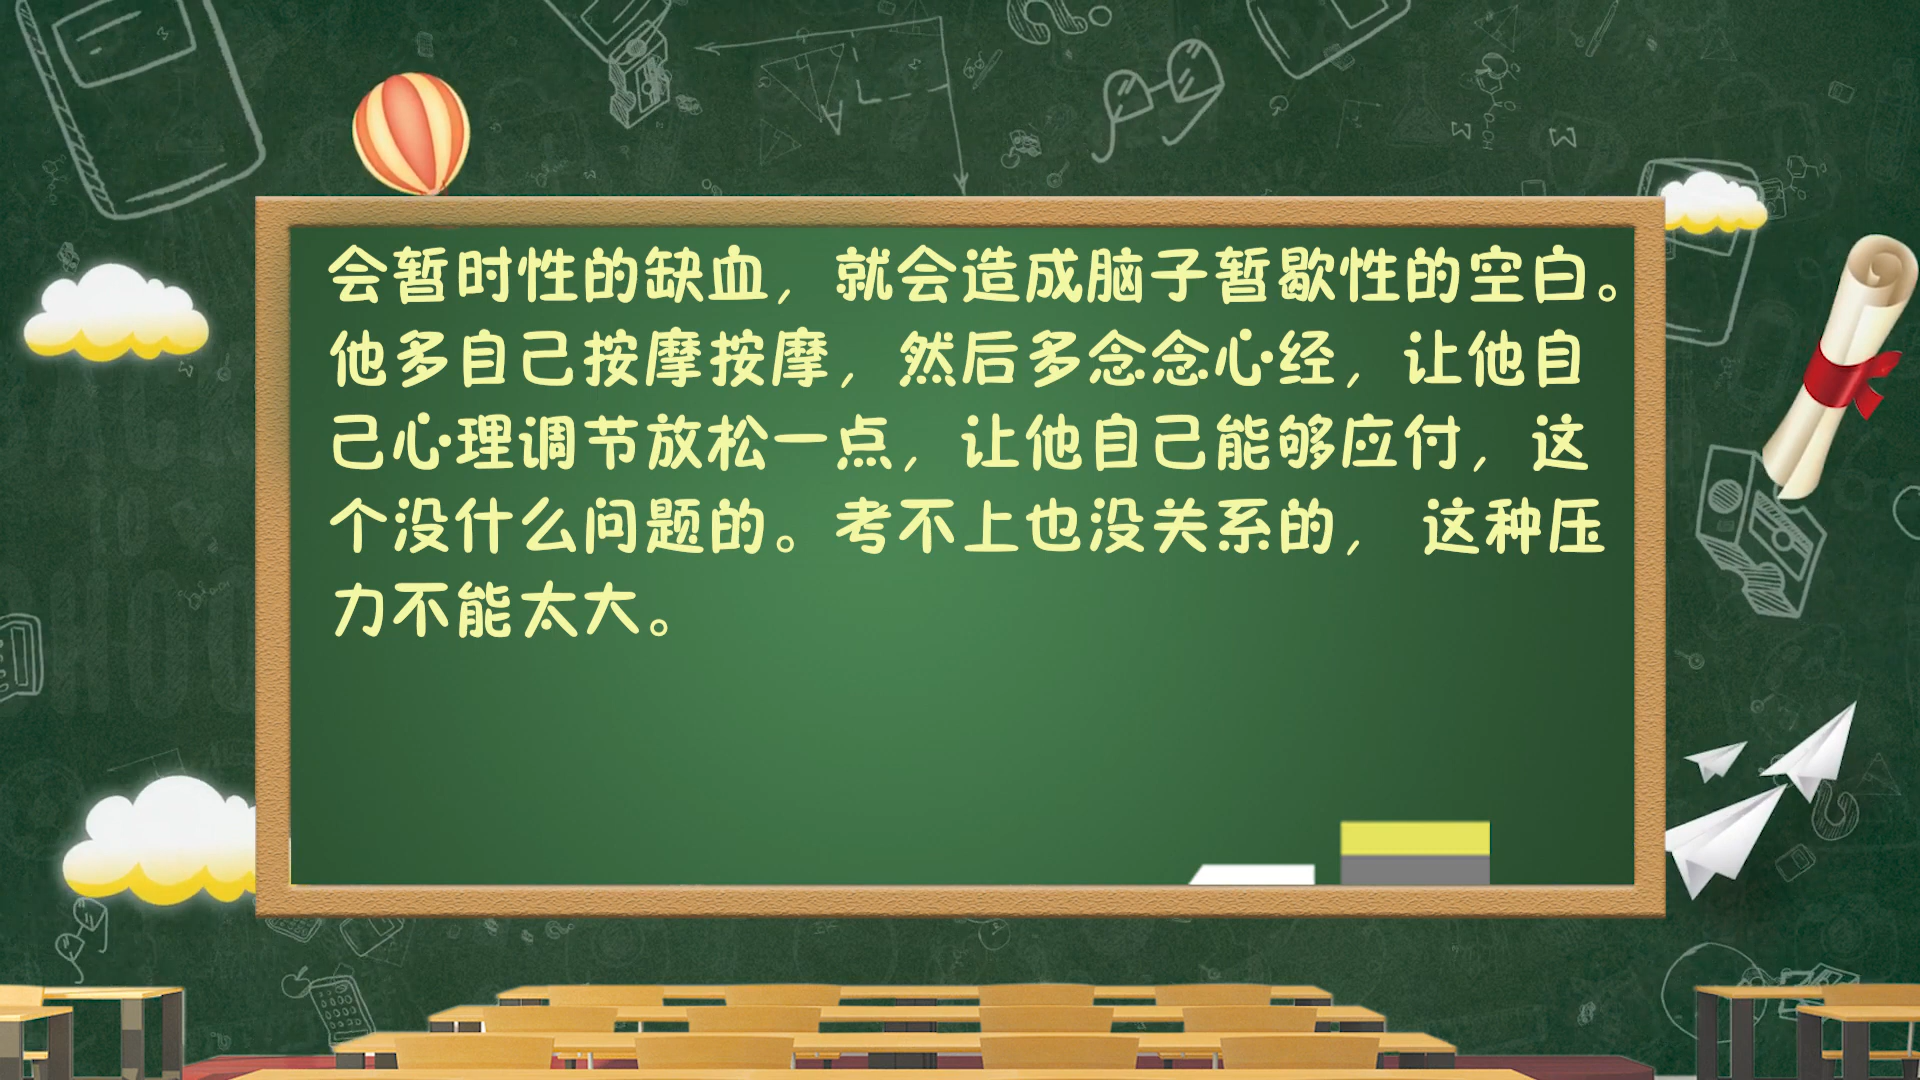 会暂时性的缺血，就会造成脑子暂歇性的空白。
他多自己按摩按摩，然后多念念心经，让他自
己心理调节放松一点，让他自己能够应付，这
个没什么问题的。考不上也没关系的， 这种压
力不能太大。